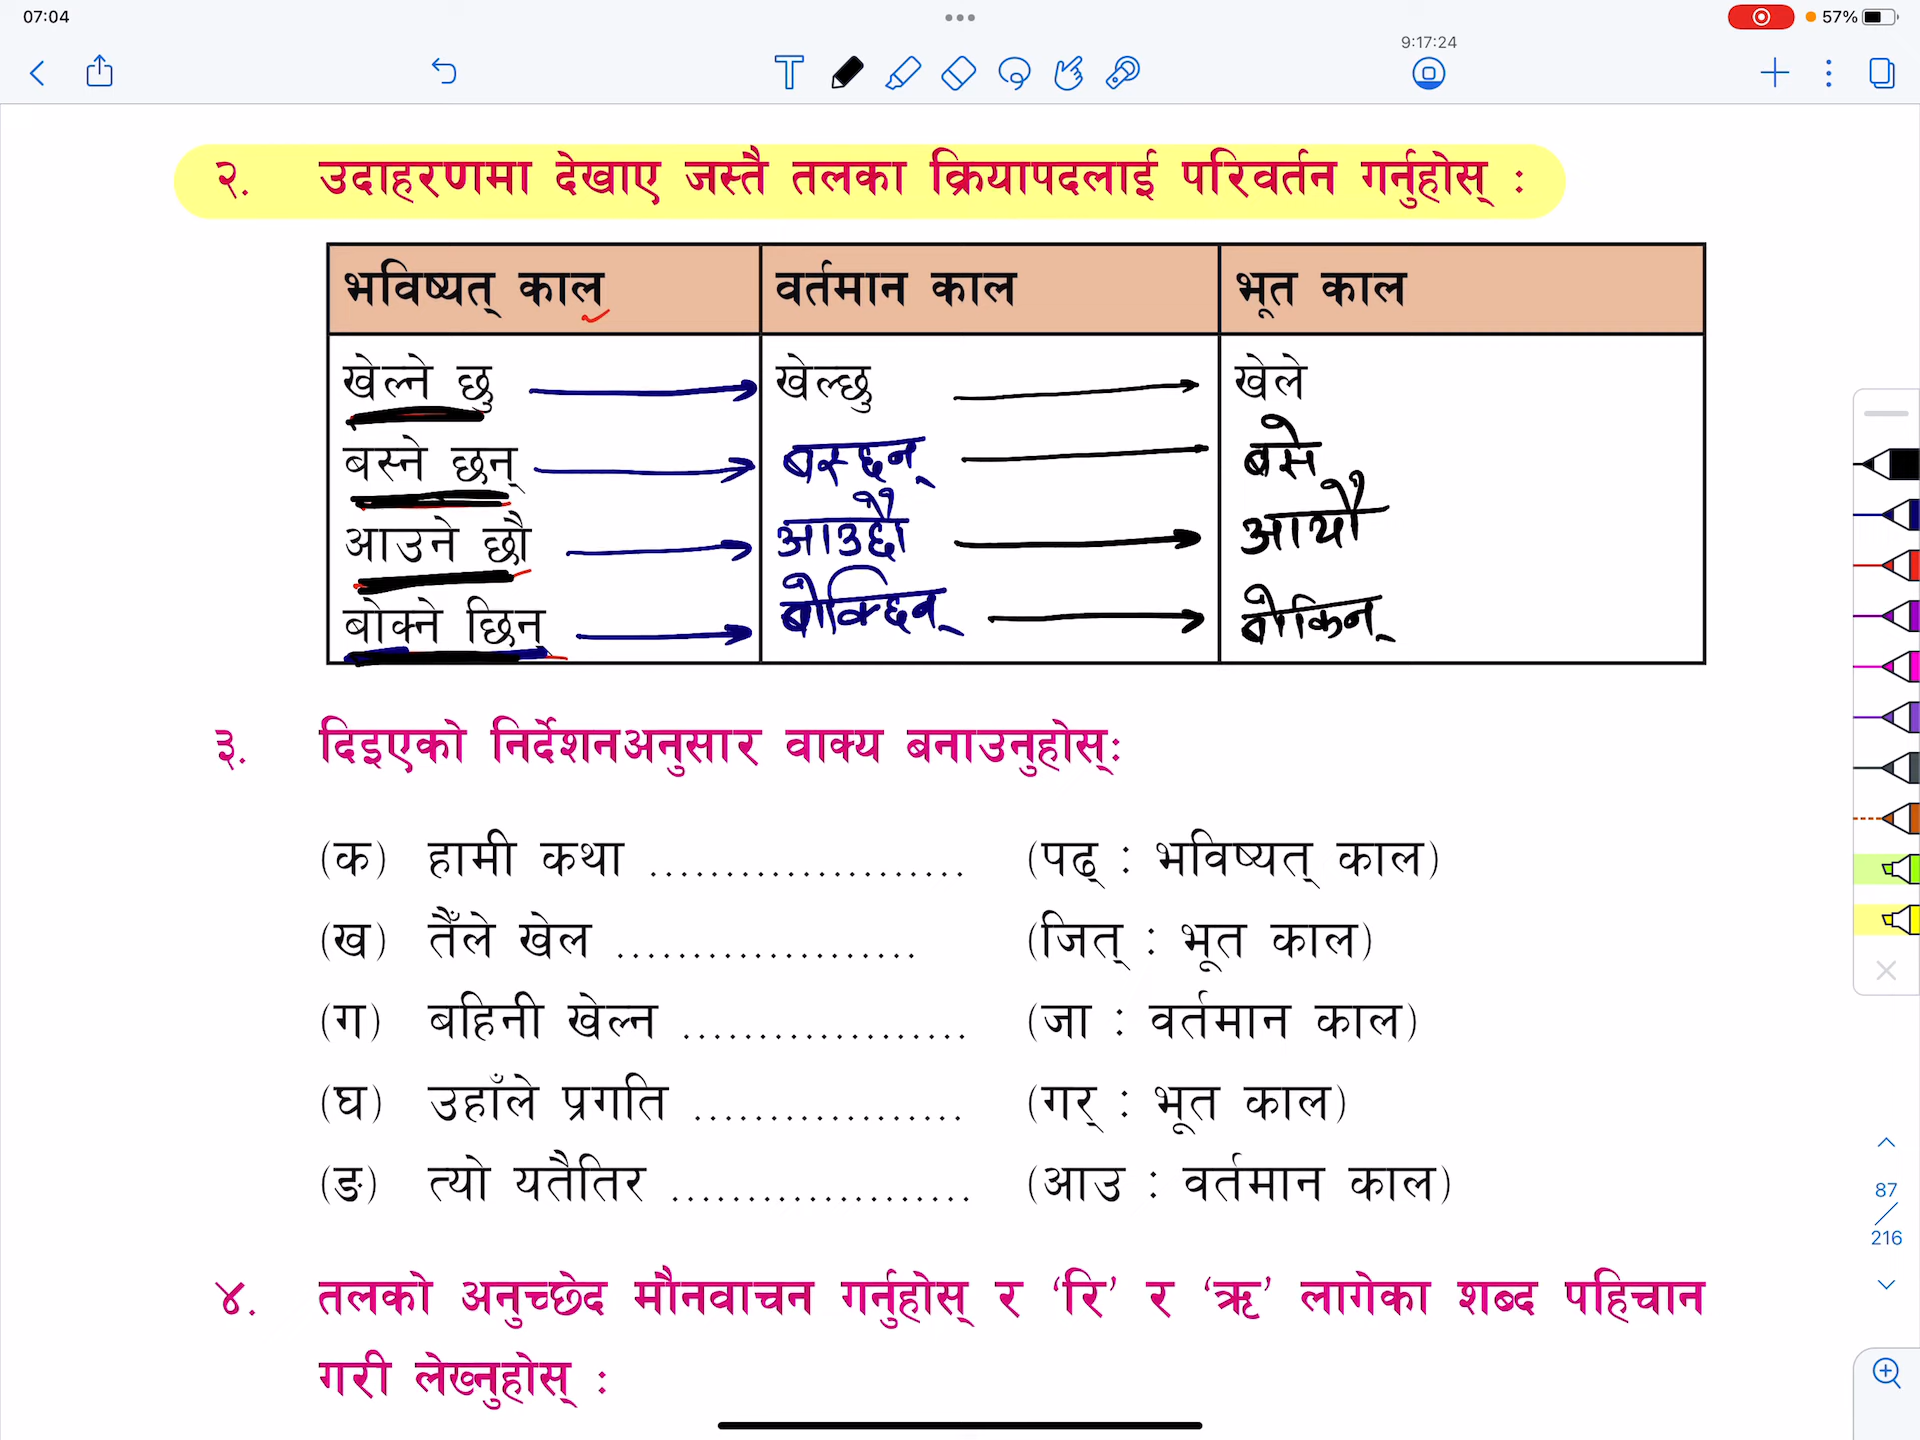 07:04
57%
9:17:24
२. उदाहरणमा देखाए जस्तै तलका क्रियापदलाई परिवर्तन गर्नुहोस् :
भविष्यत् काल वर्तमान काल भूत काल
खेल्ने छु खेल्छु खेले
बस्ने छन् बस्छन् बसे
आउने छौ आउछौ आयौ
बोक्ने छिन् बोक्छिन् बोकिन्
३. दिइएको निर्देशनअनुसार वाक्य बनाउनुहोस्:
(क) हामी कथा ..................... (पढ् : भविष्यत् काल)
(ख) तैँले खेल .................... (जित् : भूत काल)
(ग) बहिनी खेल्न ................... (जा : वर्तमान काल)
(घ) उहाँले प्रगति .................. (गर् : भूत काल)
(ङ) त्यो यतैतिर .................... (आउ : वर्तमान काल)
४. तलको अनुच्छेद मौनवाचन गर्नुहोस् र ‘रि’ र ‘ऋ’ लागेका शब्द पहिचान
गरी लेख्नुहोस् :
87
216